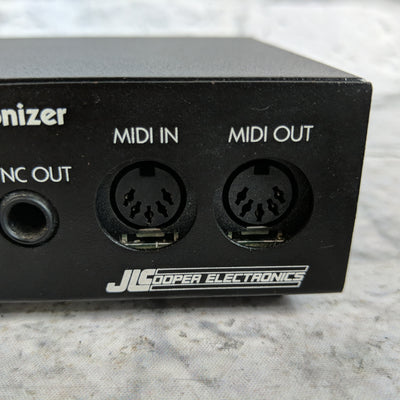 onizer
MIDI IN
MIDI OUT
NC OUT
JLCOOPER ELECTRONICS